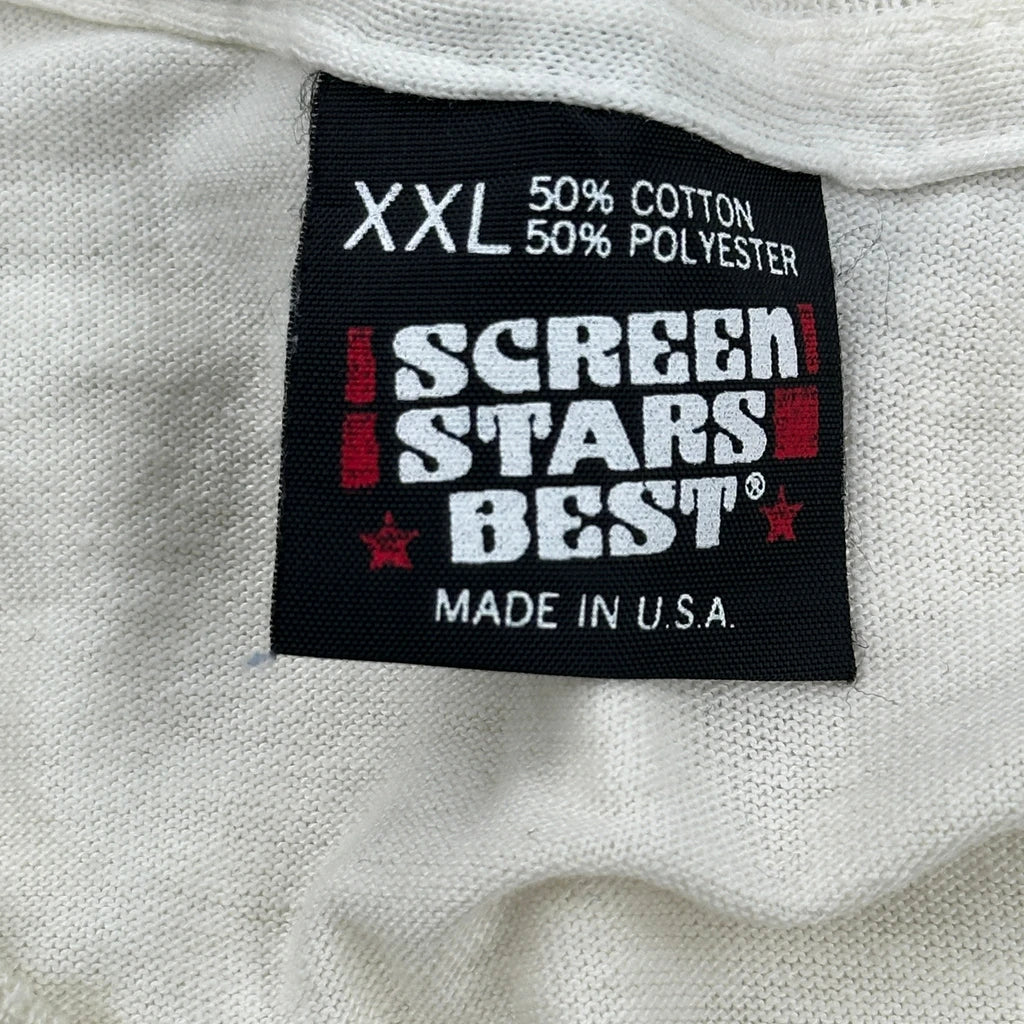 XXL 50% COTTON
50% POLYESTER
SCREEN
STARS
BEST®
MADE IN U.S.A.